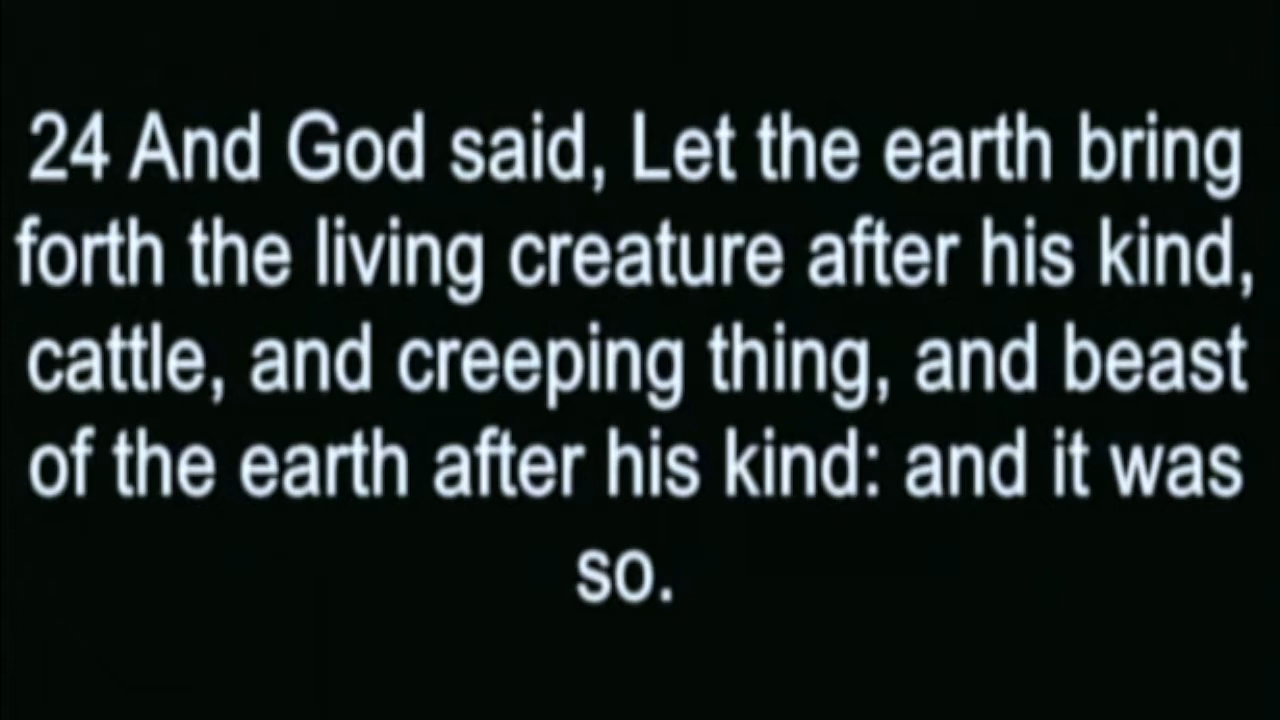 24 And God said, Let the earth bring
forth the living creature after his kind,
cattle, and creeping thing, and beast
of the earth after his kind: and it was
so.